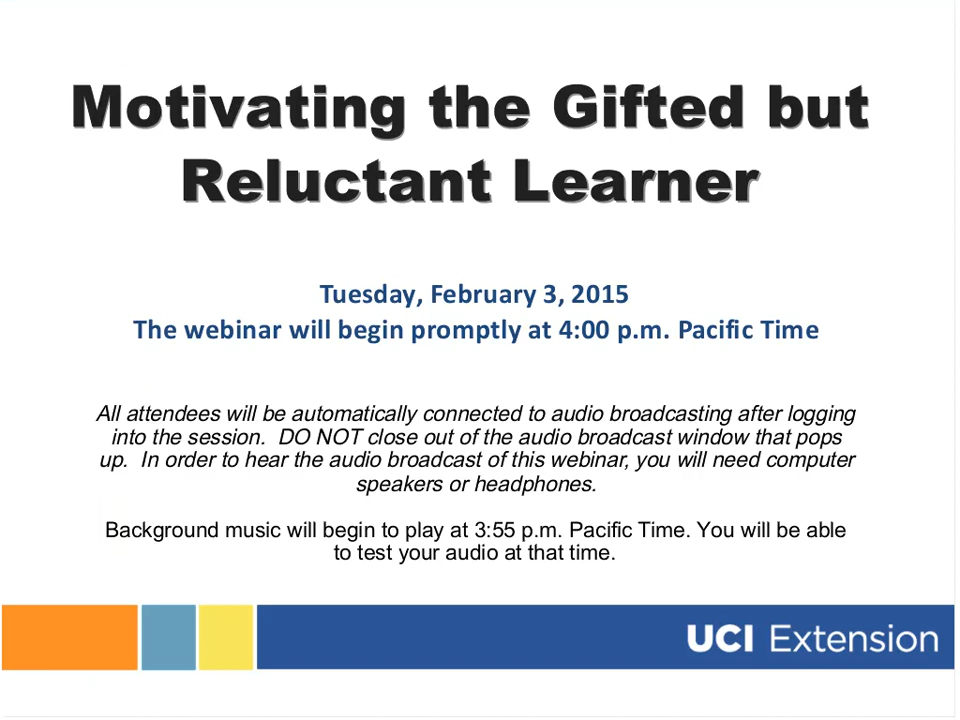 Motivating the Gifted but
Reluctant Learner
Tuesday, February 3, 2015
The webinar will begin promptly at 4:00 p.m. Pacific Time
All attendees will be automatically connected to audio broadcasting after logging
into the session.  DO NOT close out of the audio broadcast window that pops
up.  In order to hear the audio broadcast of this webinar, you will need computer
speakers or headphones.
Background music will begin to play at 3:55 p.m. Pacific Time. You will be able
to test your audio at that time.
UCI Extension